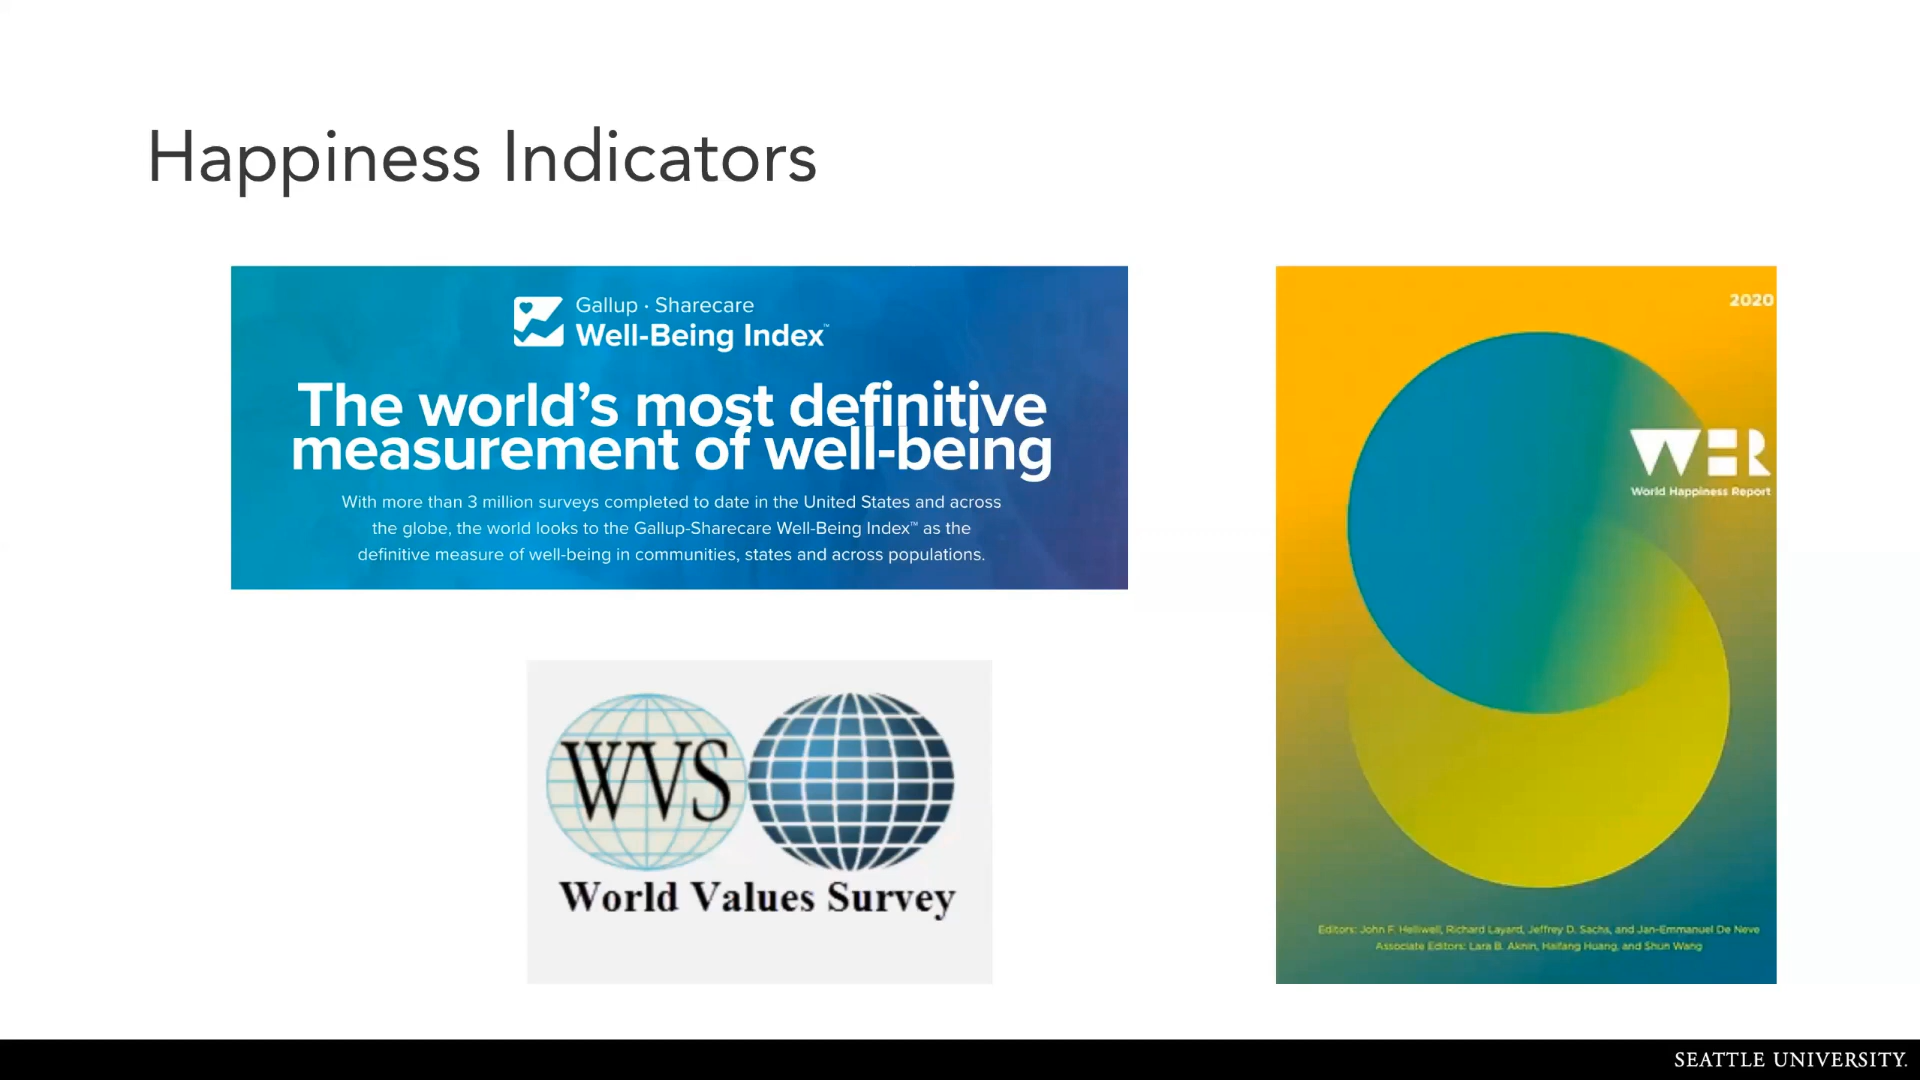 Happiness Indicators
Gallup · Sharecare
Well-Being Index™
The world's most definitive
measurement of well-being
With more than 3 million surveys completed to date in the United States and across
the globe, the world looks to the Gallup-Sharecare Well-Being Index™ as the
definitive measure of well-being in communities, states and across populations.
WVS
World Values Survey
2020
WHR
World Happiness Report
Editors: John F. Helliwell, Richard Layard, Jeffrey D. Sachs, and Jan-Emmanuel De Neve
Associate Editors: Lara B. Aknin, Haifang Huang, and Shun Wang
SEATTLE UNIVERSITY.